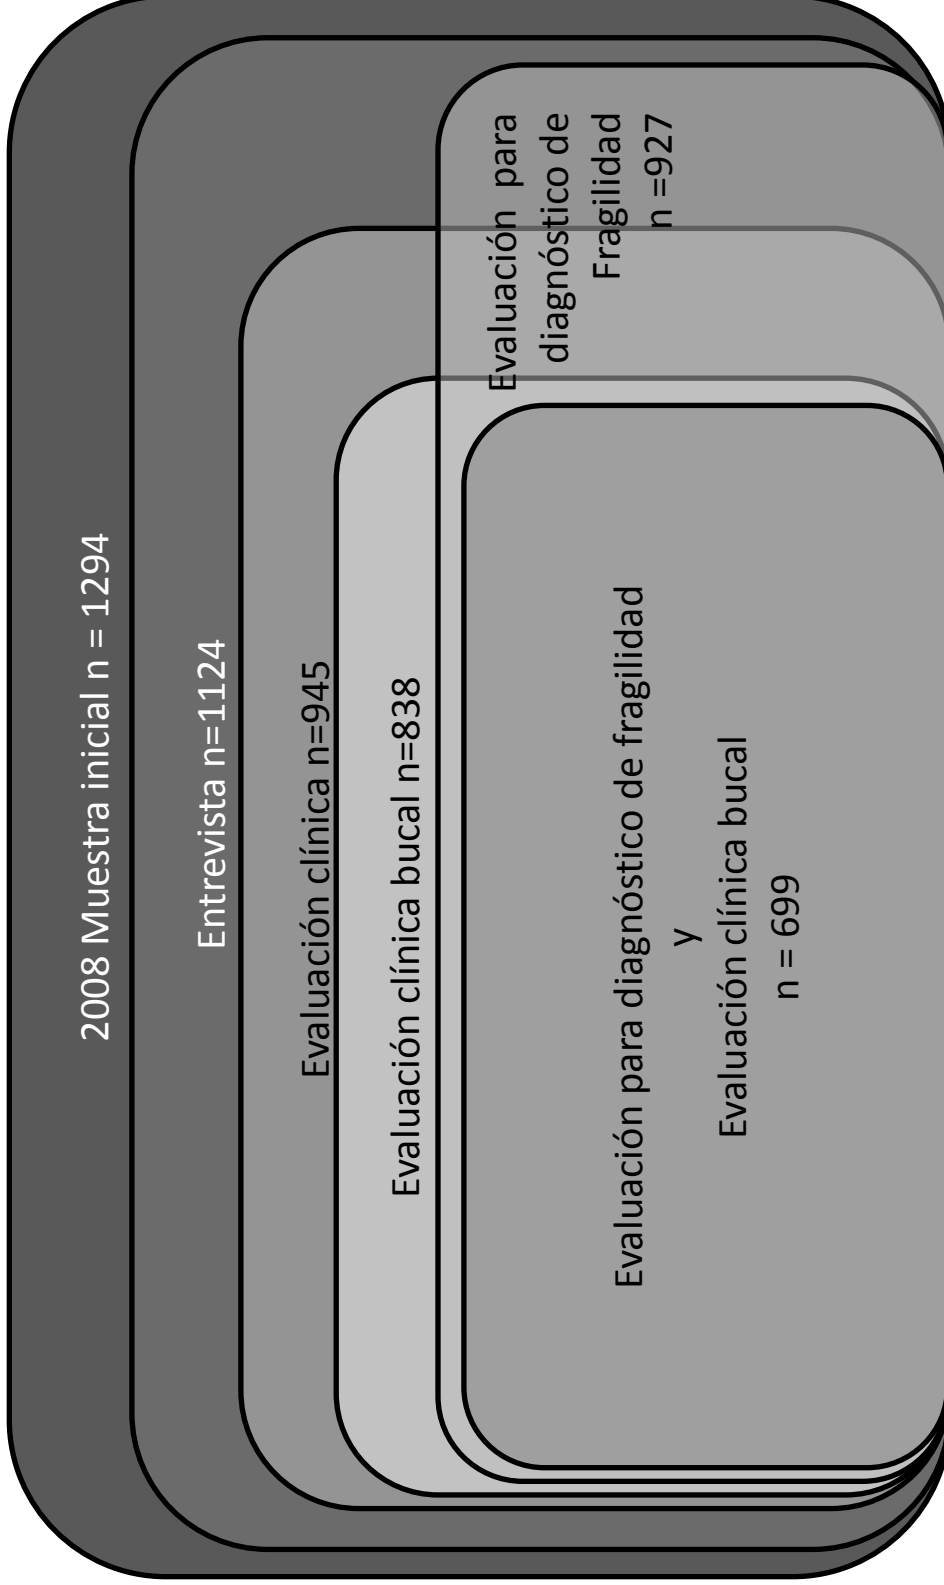 2008 Muestra inicial n = 1294
Entrevista n=1124
Evaluación clínica n=945
Evaluación clínica bucal n=838
Evaluación para
diagnóstico de
Fragilidad
n =927
Evaluación para diagnóstico de fragilidad
y
Evaluación clínica bucal
n = 699